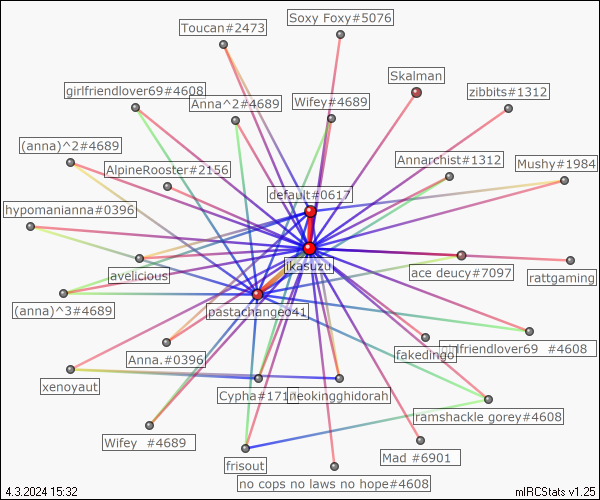 Soxy Foxy#5076
Toucan#2473
Skalman
girlfriendlover69#4608
zibbits#1312
Anna^2#4689
Wifey#4689
(anna)^2#4689
Annarchist#1312
Mushy#1984
AlpineRooster#2156
default#0617
hypomanianna#0396
likasuzu
avelicious
ace deucy#7097
rattgaming
(anna)^3#4689
pastachangeo41
fakedingo
girlfriendlover69 #4608
Anna.#0396
xenoyaut
Cypha#171
neokingghidorah
ramshackle gorey#4608
Wifey #4689
frisout
Mad #6901
no cops no laws no hope#4608
4.3.2024 15:32
mIRCStats v1.25